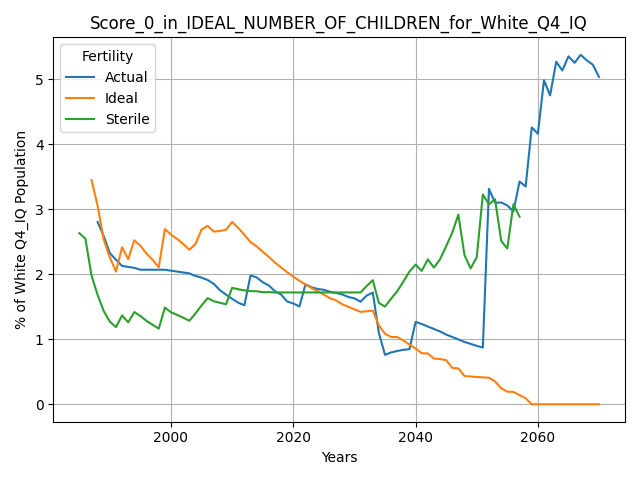 Score_0_in_IDEAL_NUMBER_OF_CHILDREN_for_White_Q4_IQ
Fertility
Actual
Ideal
Sterile
% of White Q4_IQ Population
5
4
3
2
1
0
2000 2020 2040 2060
Years